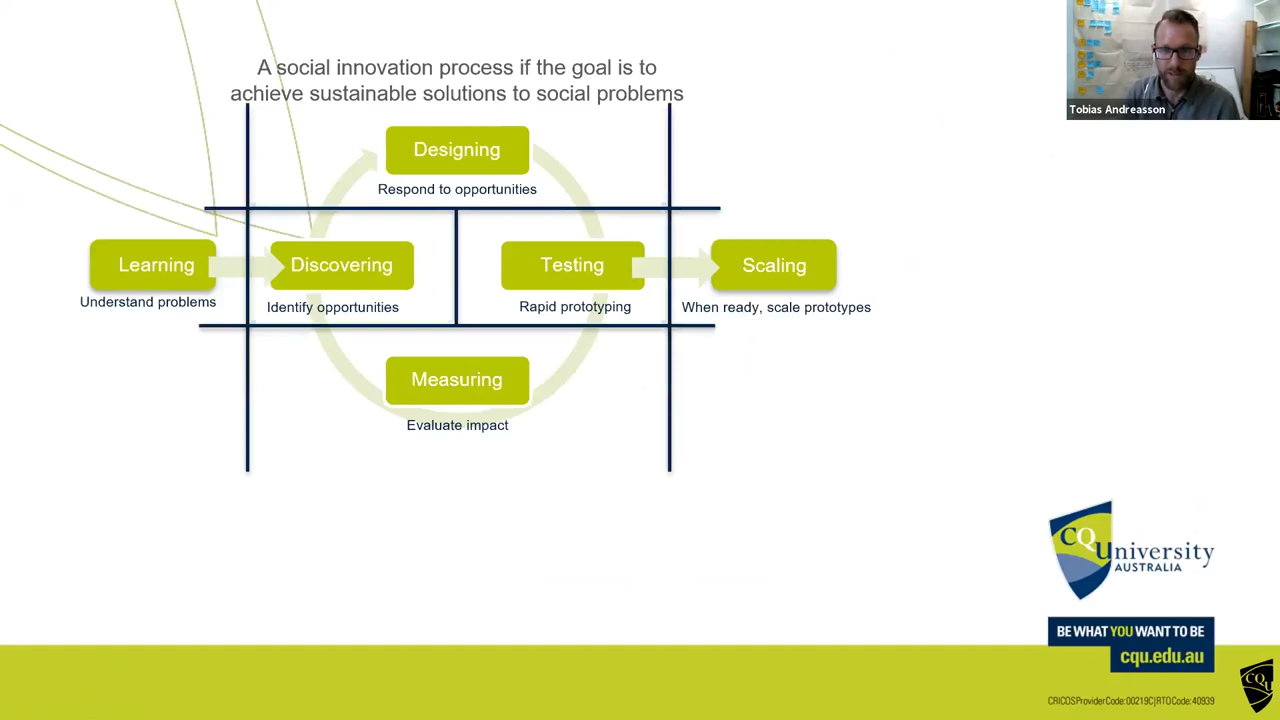 A social innovation process if the goal is to
achieve sustainable solutions to social problems
Tobias Andreasson
Designing
Respond to opportunities
Learning
Understand problems
Discovering
Identify opportunities
Testing
Rapid prototyping
Scaling
When ready, scale prototypes
Measuring
Evaluate impact
CQUniversity
AUSTRALIA
BE WHAT YOU WANT TO BE
cqu.edu.au
CRICOS Provider Code: 00219C | RTO Code: 40939
CQU